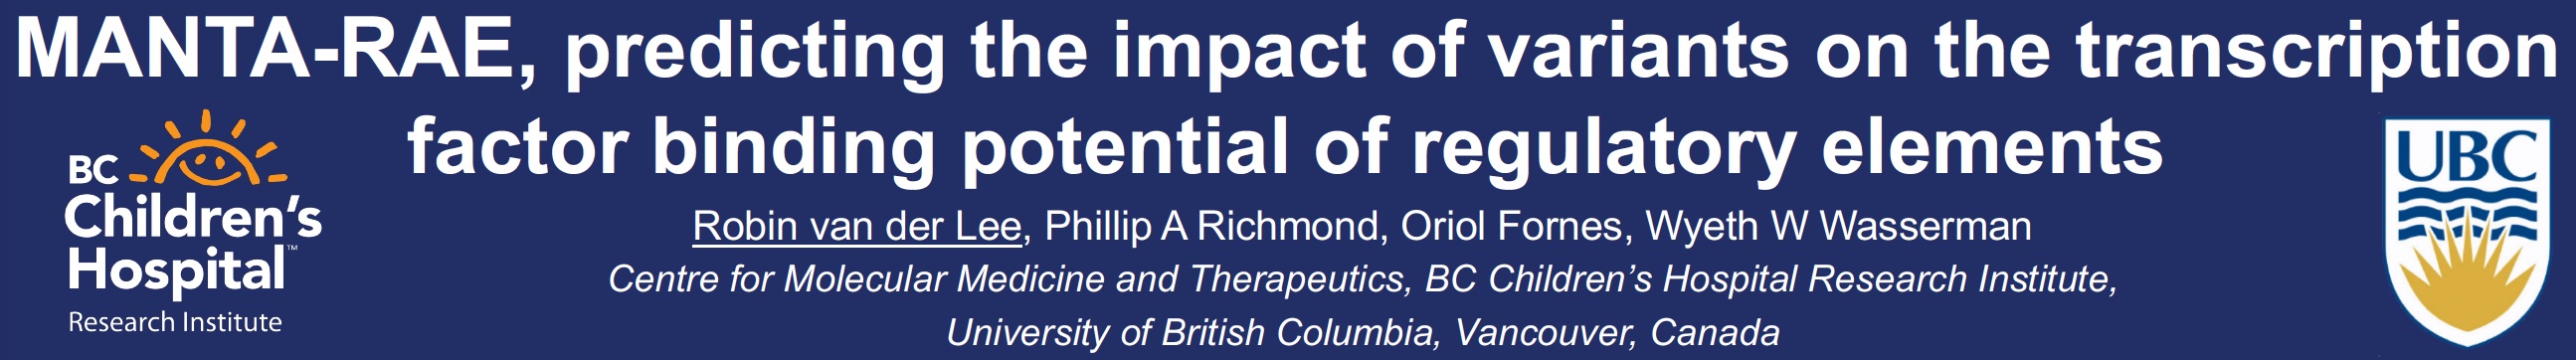 MANTA-RAE, predicting the impact of variants on the transcription
factor binding potential of regulatory elements
BC
Children's
Hospital™
Research Institute
Robin van der Lee, Phillip A Richmond, Oriol Fornes, Wyeth W Wasserman
Centre for Molecular Medicine and Therapeutics, BC Children’s Hospital Research Institute,
University of British Columbia, Vancouver, Canada
UBC